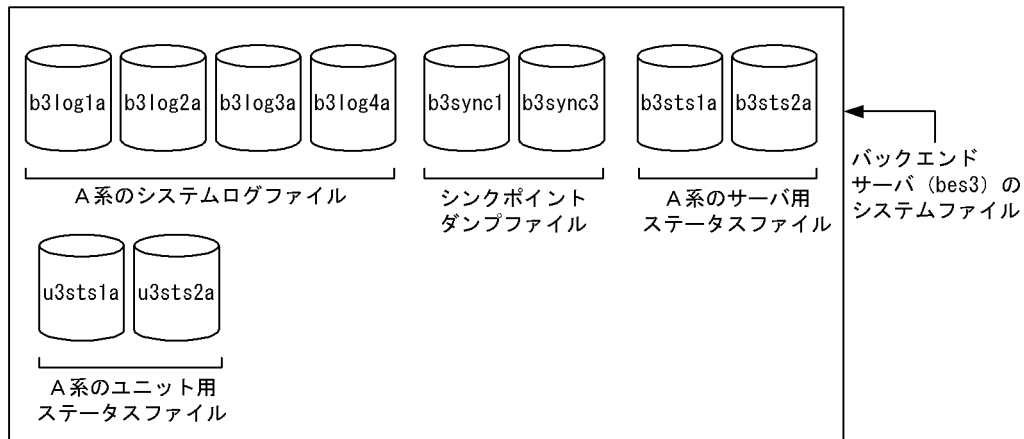 b3log1a b3log2a b3log3a b3log4a b3sync1 b3sync3 b3sts1a b3sts2a
A系のシステムログファイル
シンクポイント
ダンプファイル
A系のサーバ用
ステータスファイル
バックエンド
サーバ(bes3)の
システムファイル
u3sts1a u3sts2a
A系のユニット用
ステータスファイル